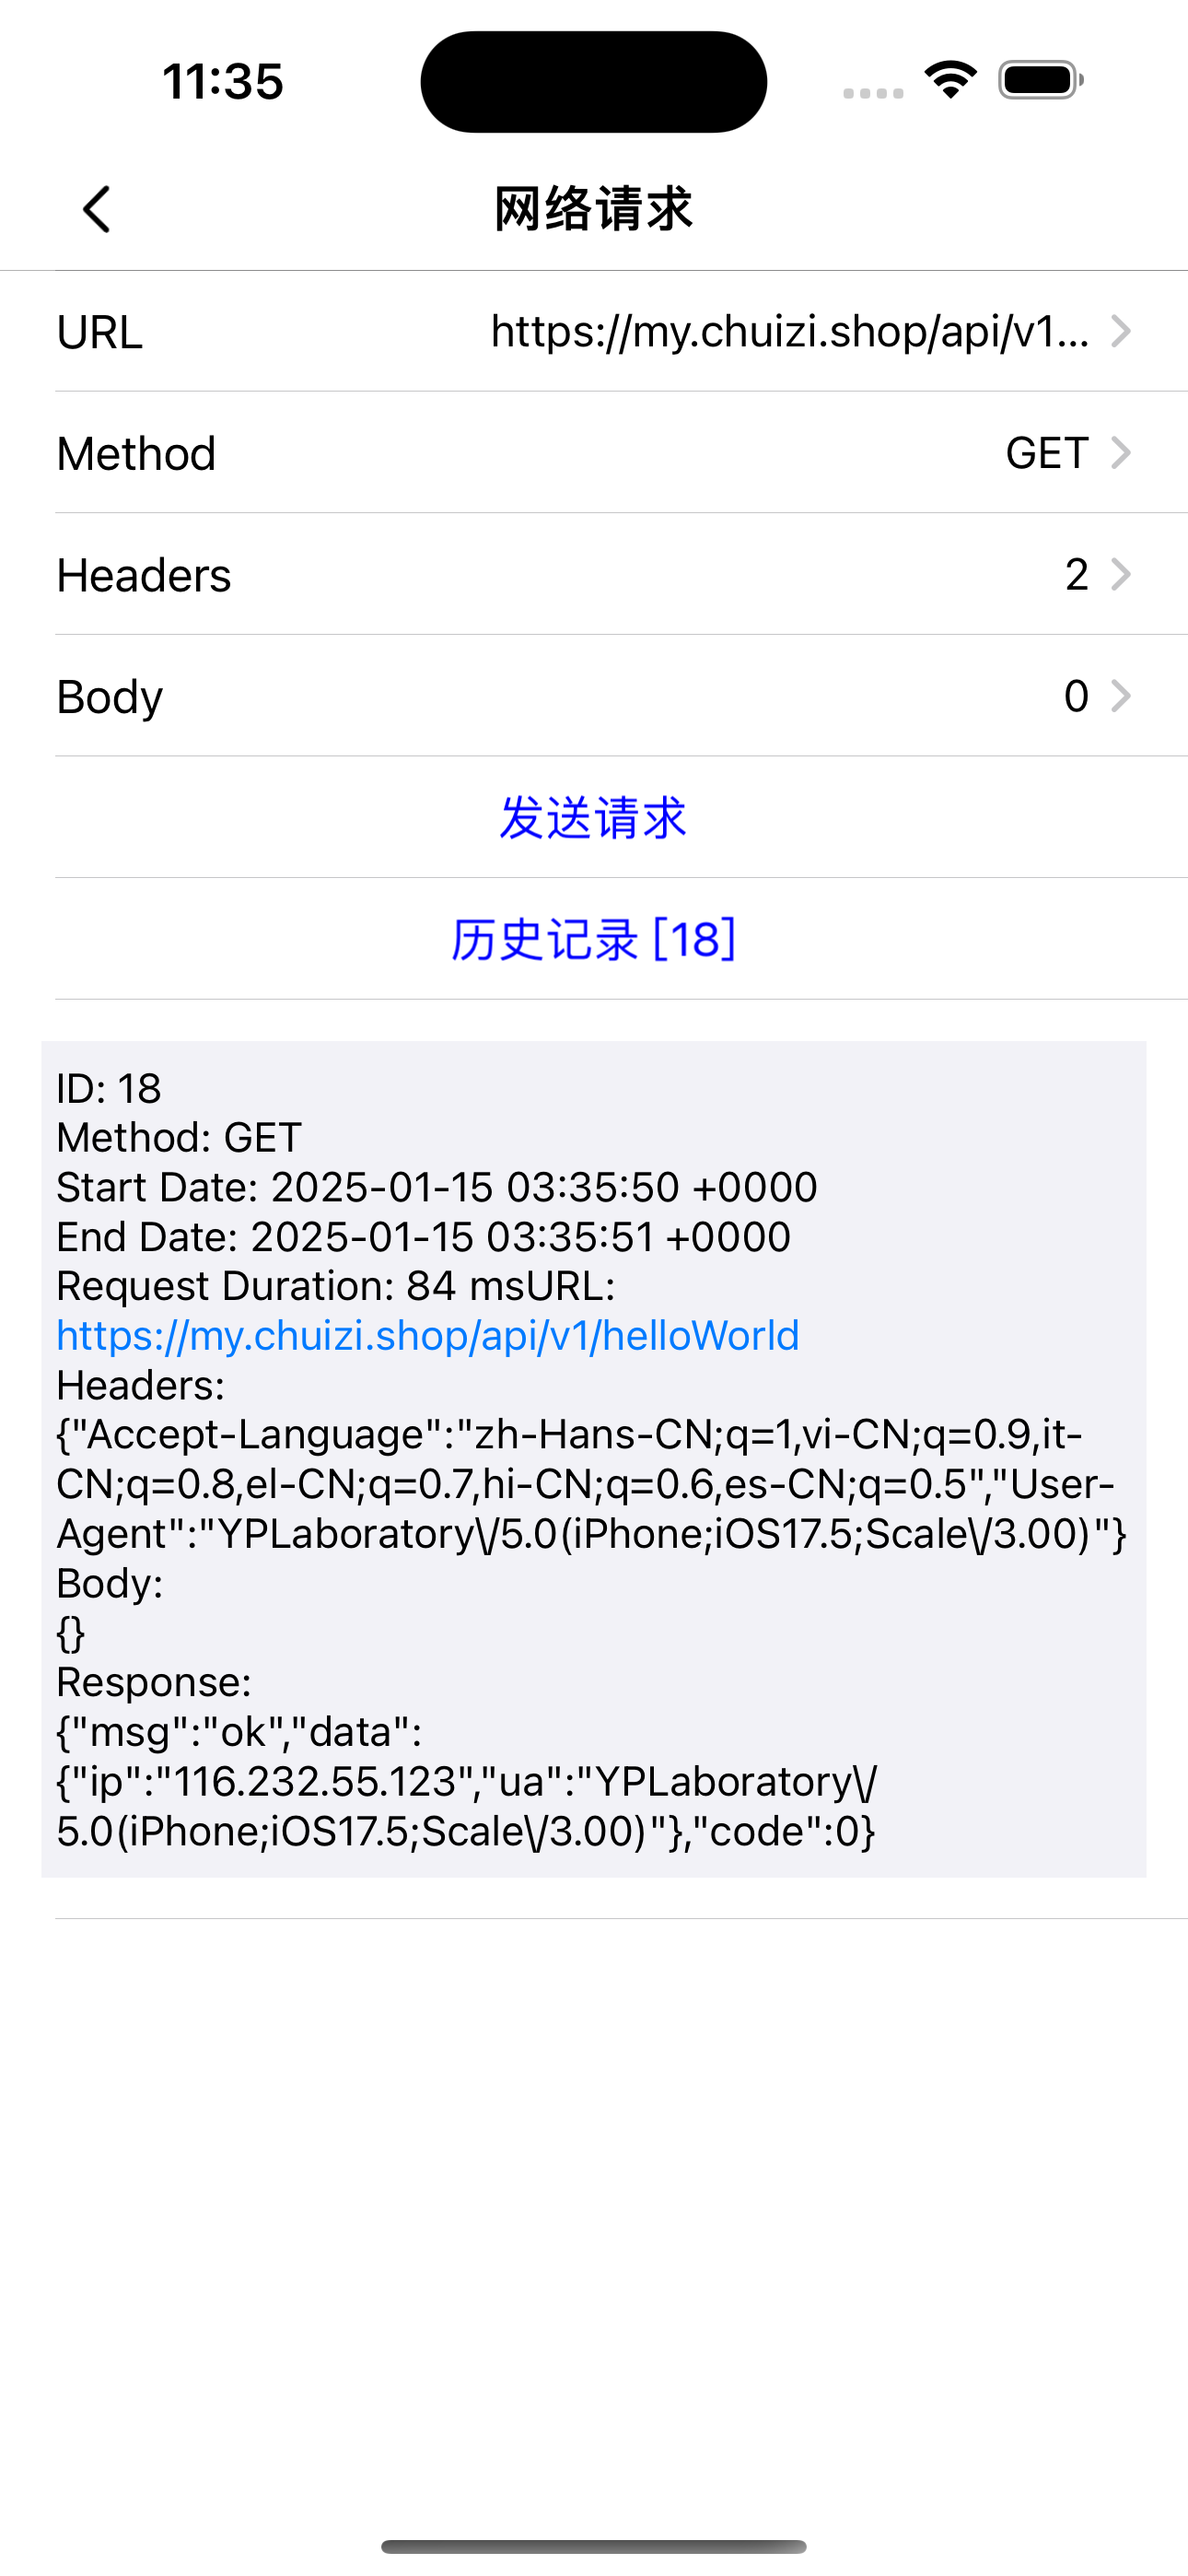 11:35
网络请求
URL https://my.chuizi.shop/api/v1...
Method GET
Headers 2
Body 0
发送请求
历史记录 [18]
ID: 18
Method: GET
Start Date: 2025-01-15 03:35:50 +0000
End Date: 2025-01-15 03:35:51 +0000
Request Duration: 84 msURL:
https://my.chuizi.shop/api/v1/helloWorld
Headers:
{"Accept-Language":"zh-Hans-CN;q=1,vi-CN;q=0.9,it-
CN;q=0.8,el-CN;q=0.7,hi-CN;q=0.6,es-CN;q=0.5","User-
Agent":"YPLaboratory\/5.0(iPhone;iOS17.5;Scale\/3.00)"}
Body:
{}
Response:
{"msg":"ok","data":
{"ip":"116.232.55.123","ua":"YPLaboratory\/
5.0(iPhone;iOS17.5;Scale\/3.00)"},"code":0}